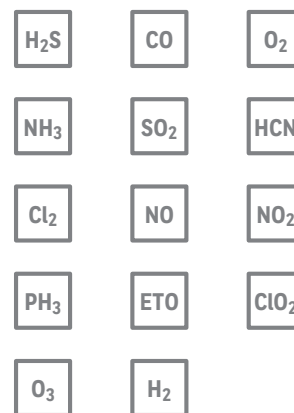 H₂S CO O₂
NH₃ SO₂ HCN
Cl₂ NO NO₂
PH₃ ETO ClO₂
O₃ H₂